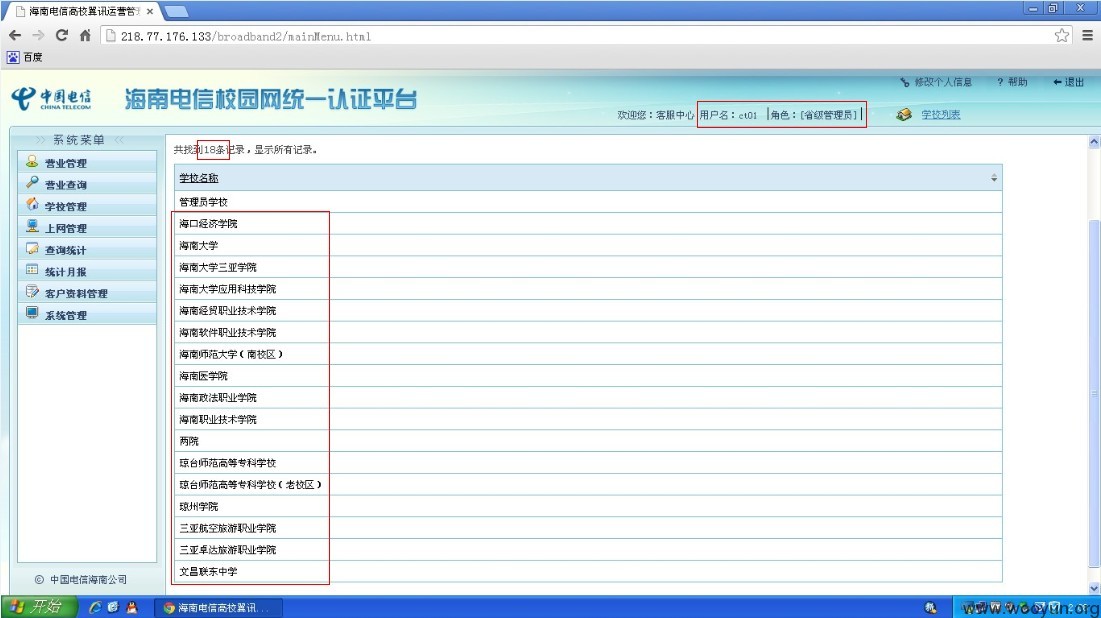 海南电信高校翼讯运营管理
218.77.176.133/broadband2/mainMenu.html
百度
中国电信
CHINA TELECOM
海南电信校园网统一认证平台
修改个人信息 ? 帮助 退出
欢迎您：客服中心 用户名：ct01 |角色：[省级管理员]| 学校列表
系统菜单
营业管理
营业查询
学校管理
上网管理
查询统计
统计月报
客户资料管理
系统管理
© 中国电信海南公司
共找到18条记录，显示所有记录。
学校名称
管理员学校
海口经济学院
海南大学
海南大学三亚学院
海南大学应用科技学院
海南经贸职业技术学院
海南软件职业技术学院
海南师范大学（南校区）
海南医学院
海南政法职业学院
海南职业技术学院
两院
琼台师范高等专科学校
琼台师范高等专科学校（老校区）
琼州学院
三亚航空旅游职业学院
三亚卓达旅游职业学院
文昌联东中学
开始
海南电信高校翼讯...
www.wooyun.org